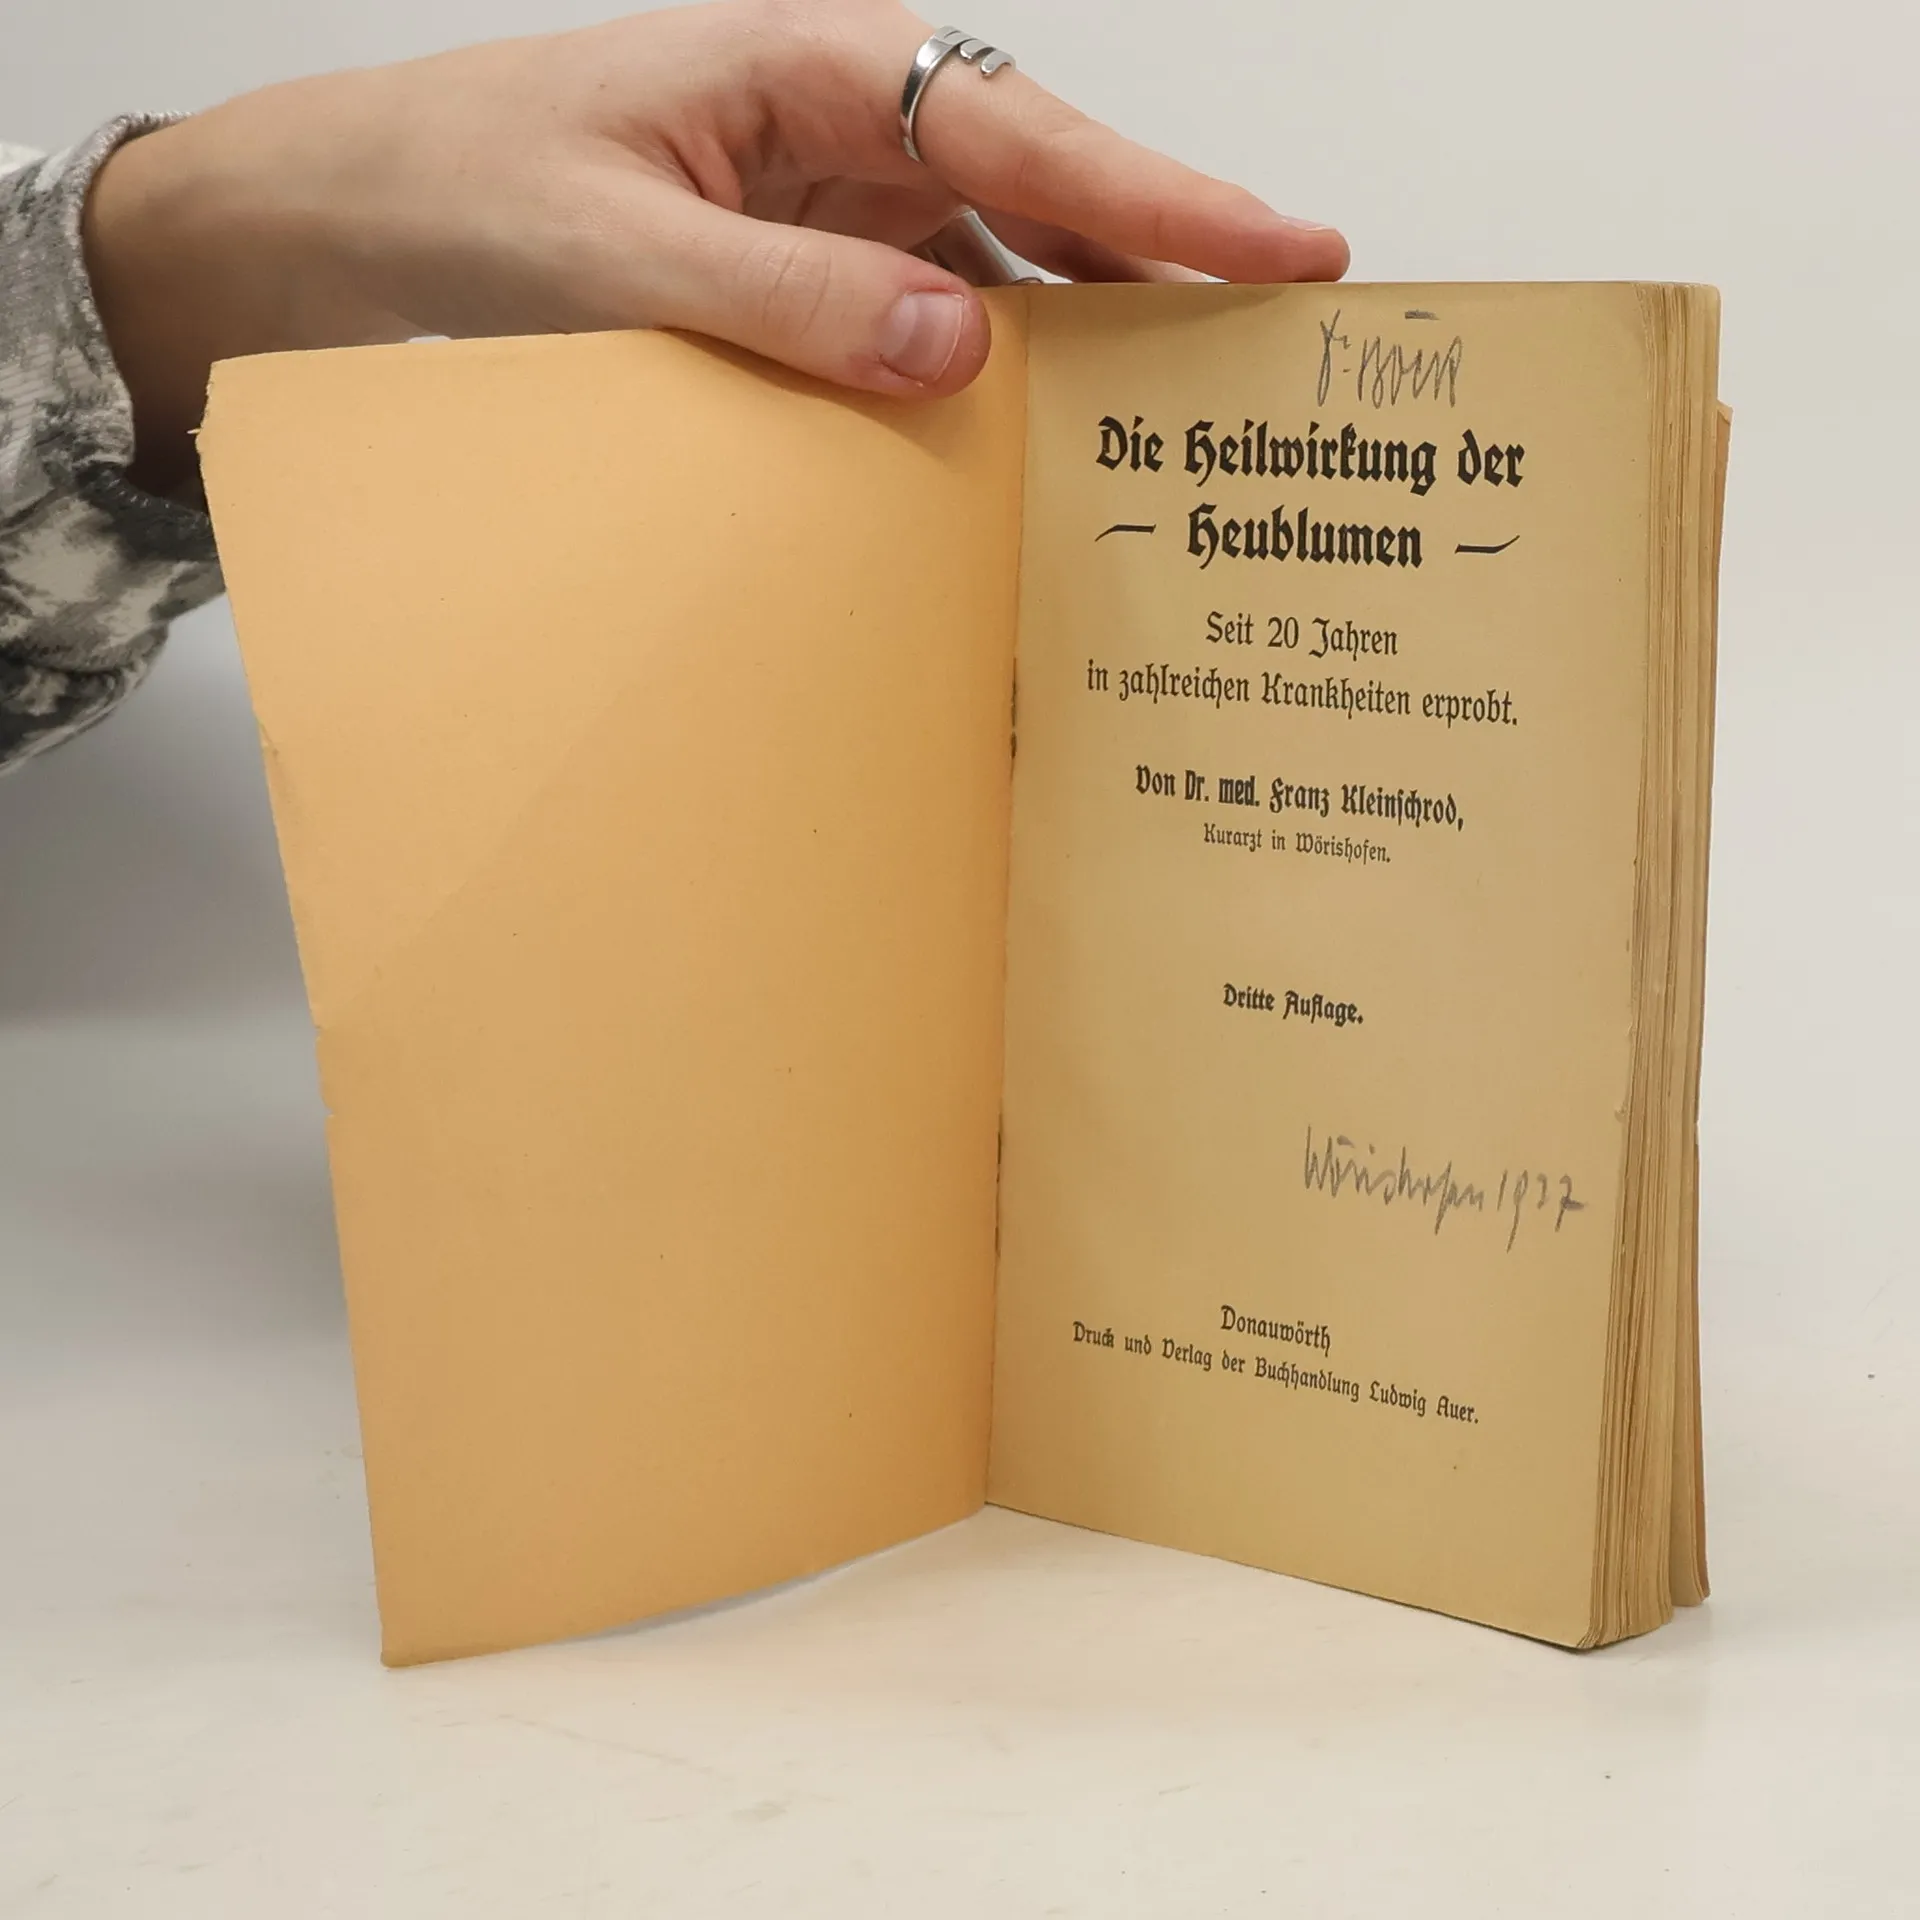 Die Heilwirkung der
— Heublumen —
Seit 20 Jahren
in zahlreichen Krankheiten erprobt.
Von Dr. med. Franz Kleinschrod,
Kurarzt in Wörishofen.
Dritte Auflage.
Wörishofen 1927
Donauwörth
Druck und Verlag der Buchhandlung Ludwig Auer.